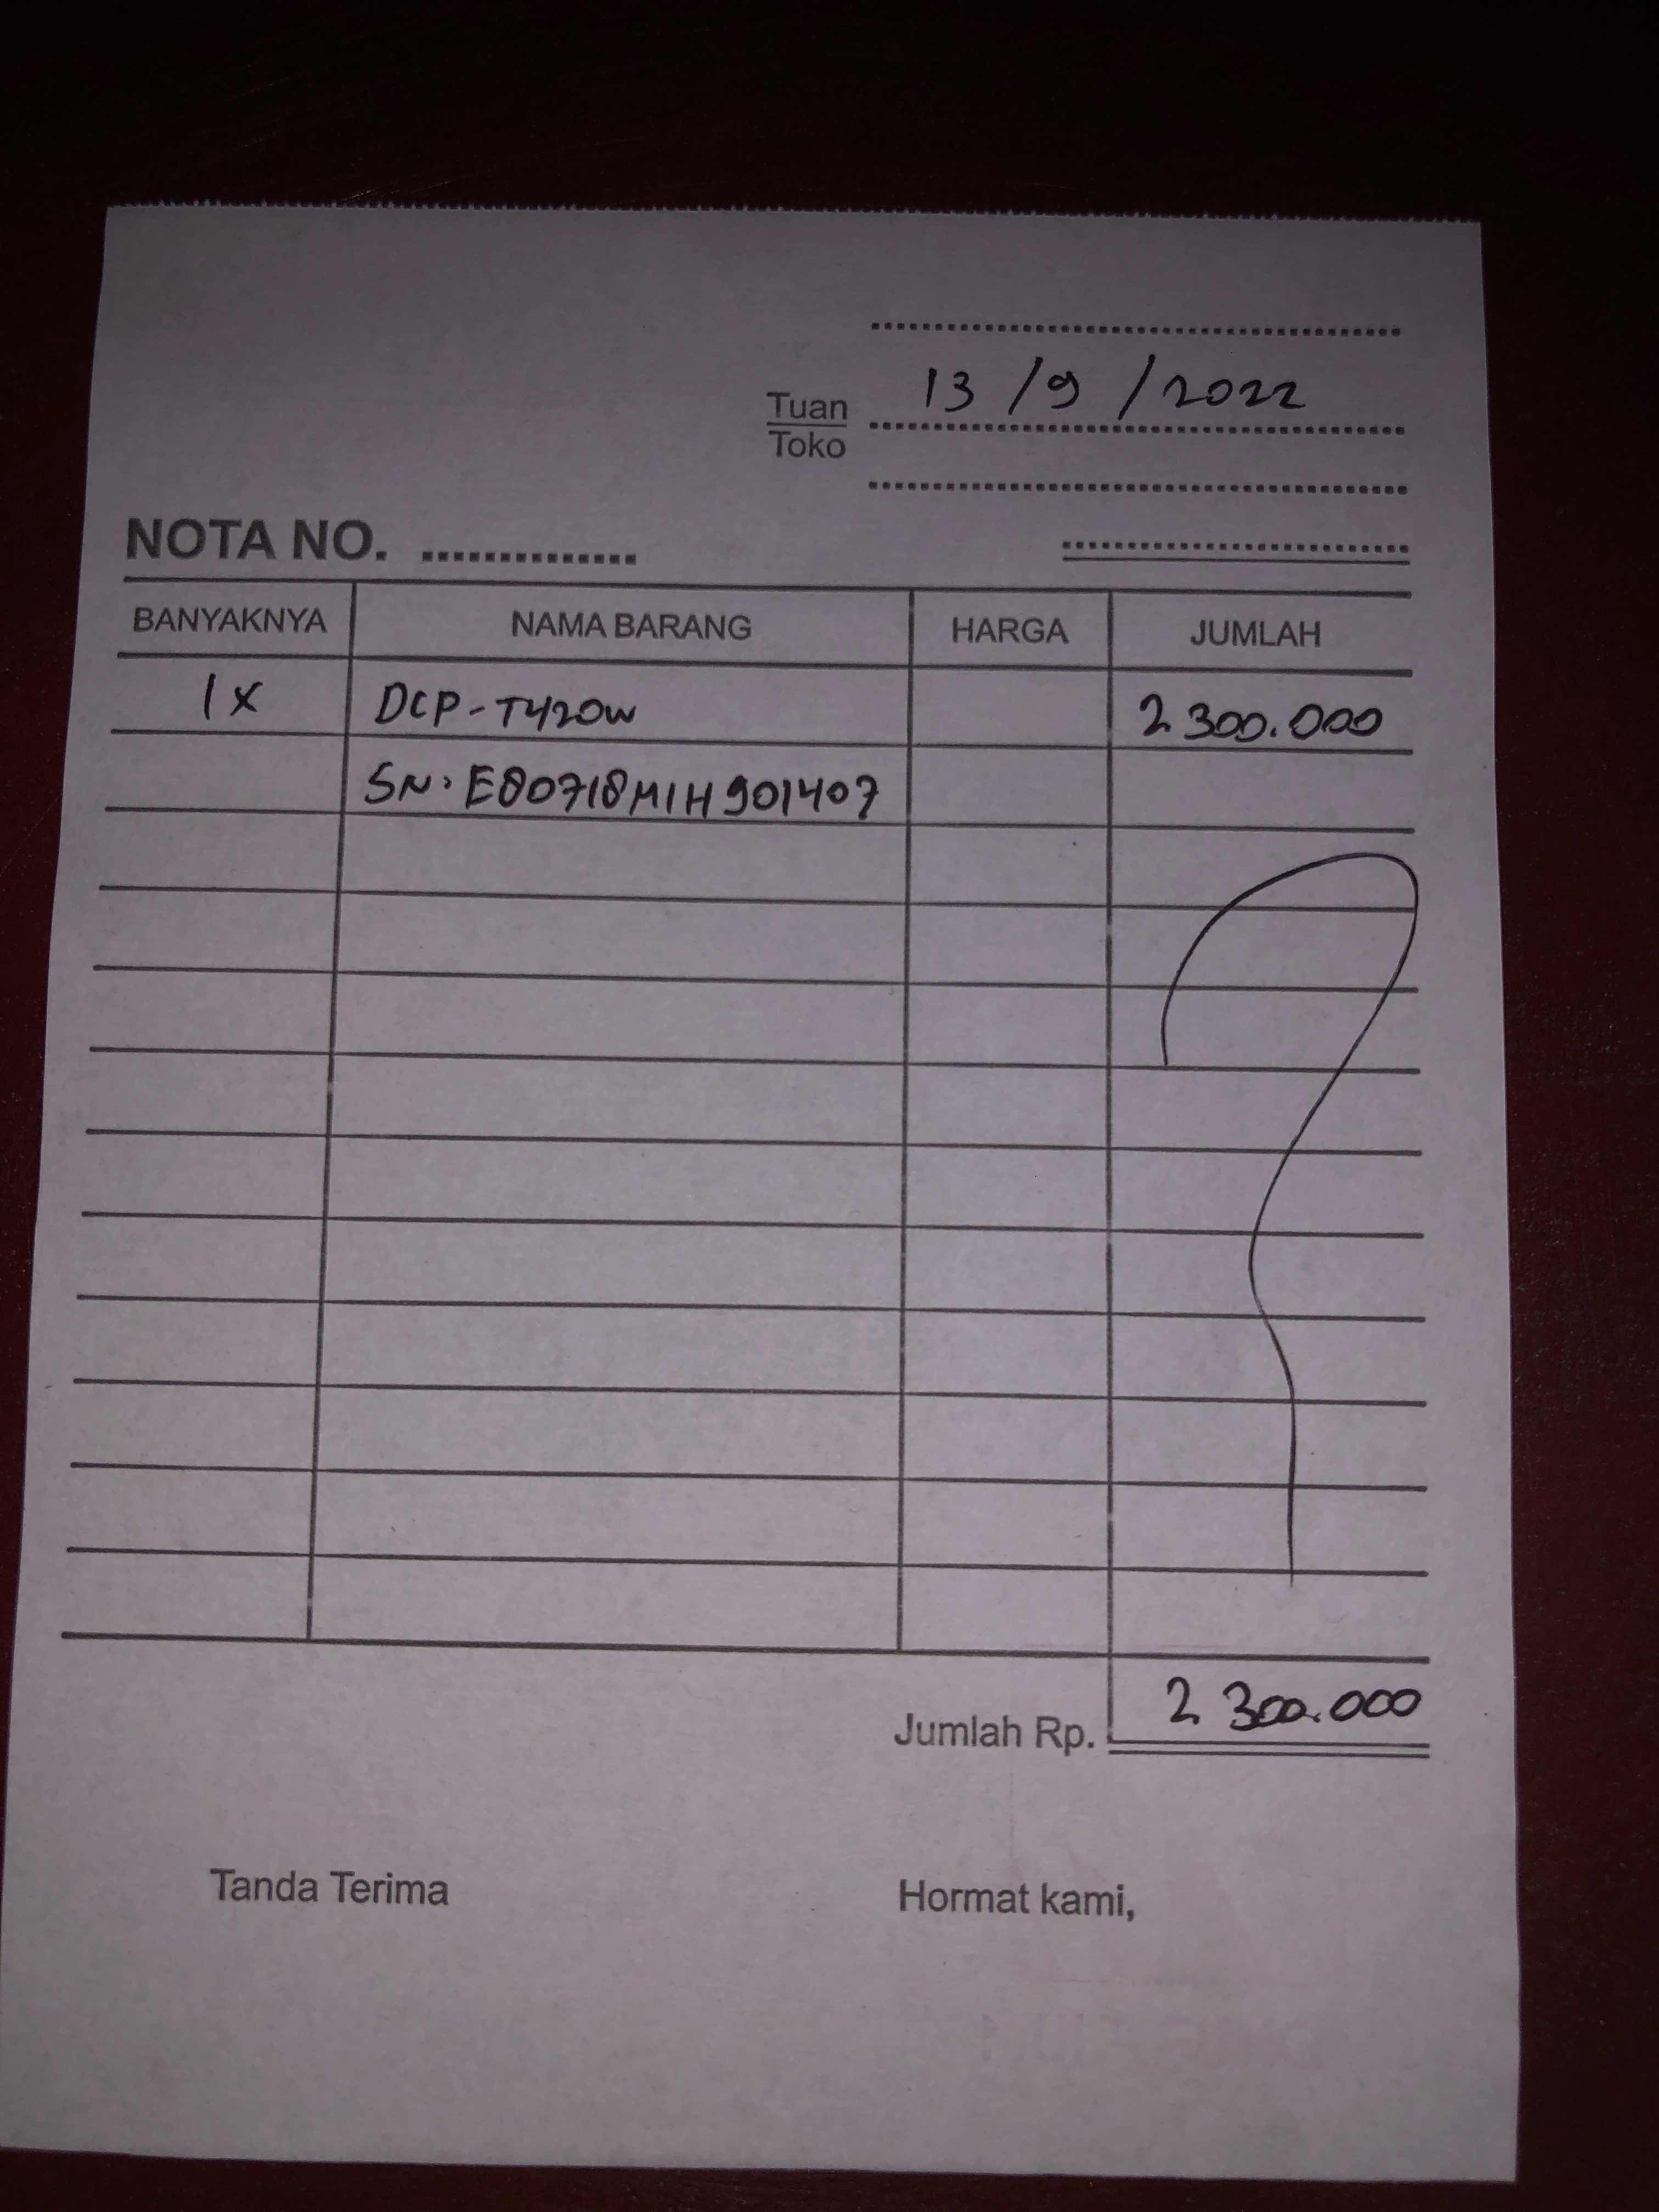 13/9/2022
Tuan
Toko
NOTA NO. ...............
BANYAKNYA NAMA BARANG HARGA JUMLAH
1x DCP-T420W 2.300.000
SN: E80718M1H901407
Jumlah Rp. 2.300.000
Tanda Terima Hormat kami,